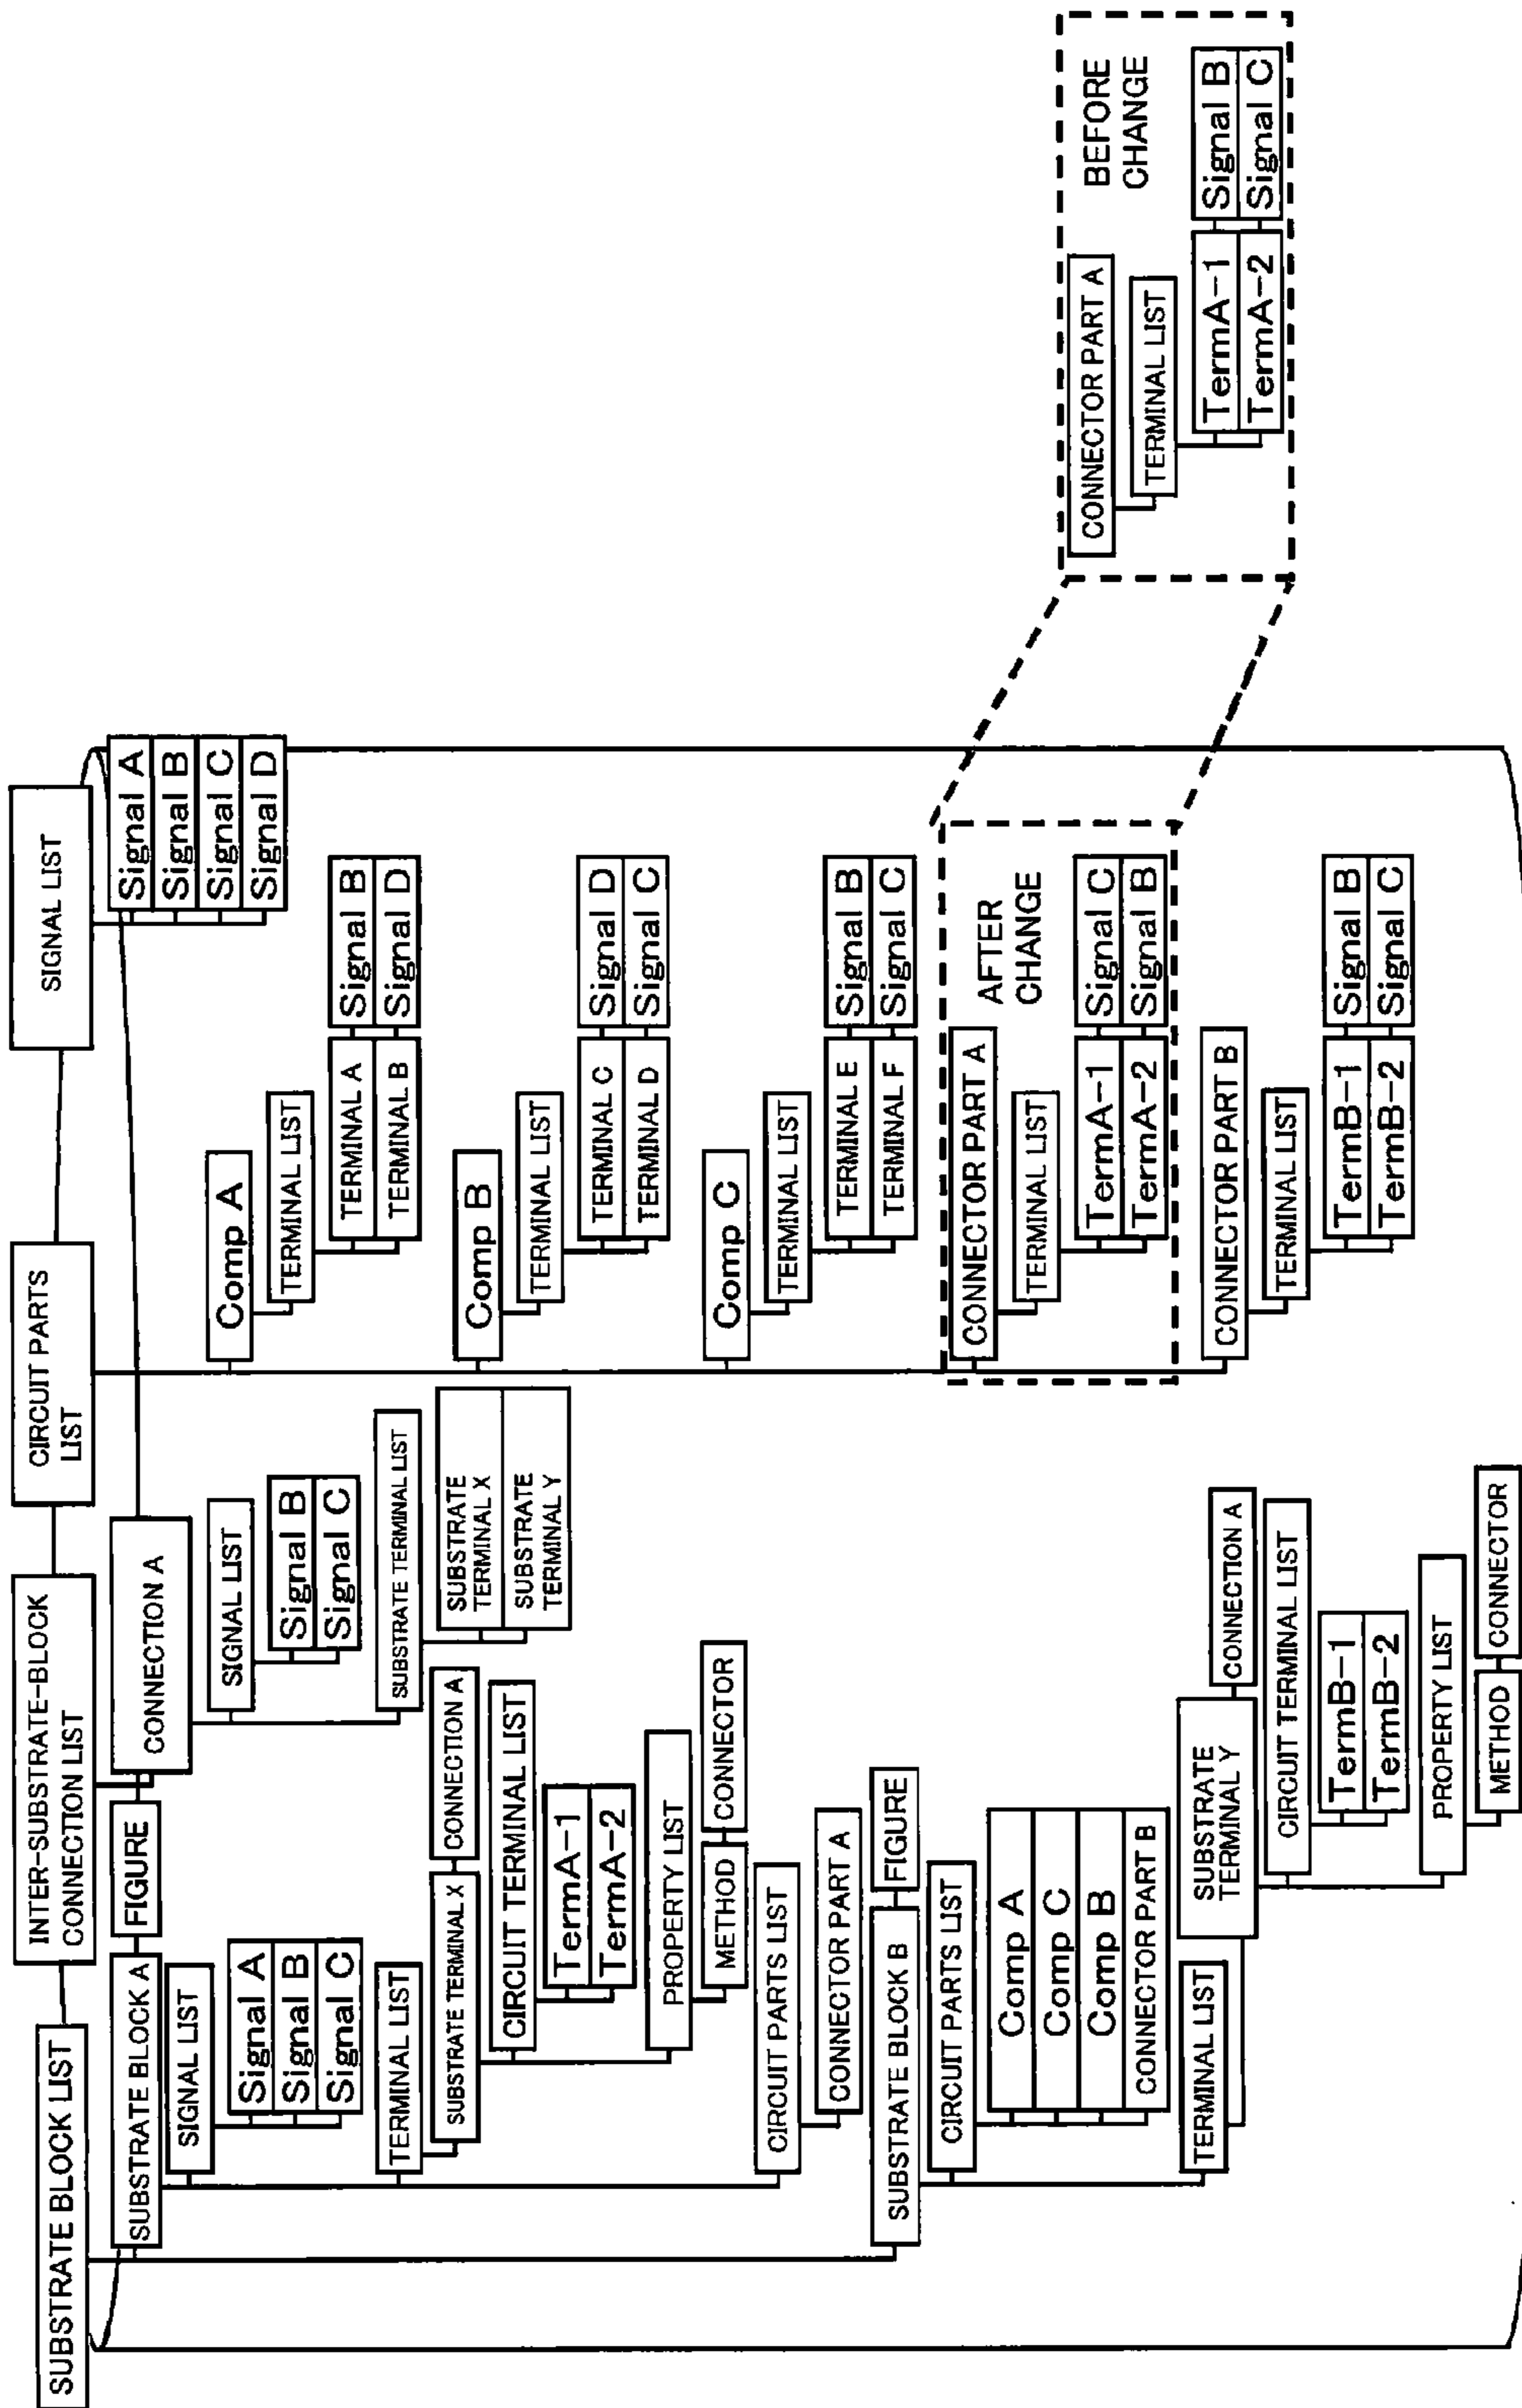 SUBSTRATE BLOCK LIST
SUBSTRATE BLOCK A
FIGURE
SIGNAL LIST
Signal A
Signal B
Signal C
TERMINAL LIST
SUBSTRATE TERMINAL X
CONNECTION A
CIRCUIT TERMINAL LIST
TermA-1
TermA-2
PROPERTY LIST
METHOD
CONNECTOR
CIRCUIT PARTS LIST
CONNECTOR PART A
SUBSTRATE BLOCK B
FIGURE
CIRCUIT PARTS LIST
Comp A
Comp C
Comp B
CONNECTOR PART B
TERMINAL LIST
SUBSTRATE
TERMINAL Y
CONNECTION A
CIRCUIT TERMINAL LIST
TermB-1
TermB-2
PROPERTY LIST
METHOD
CONNECTOR
INTER-SUBSTRATE-BLOCK
CONNECTION LIST
CONNECTION A
SIGNAL LIST
Signal B
Signal C
SUBSTRATE TERMINAL LIST
SUBSTRATE
TERMINAL X
SUBSTRATE
TERMINAL Y
CIRCUIT PARTS
LIST
Comp A
TERMINAL LIST
TERMINAL A
Signal B
TERMINAL B
Signal D
Comp B
TERMINAL LIST
TERMINAL C
Signal D
TERMINAL D
Signal C
Comp C
TERMINAL LIST
TERMINAL E
Signal B
TERMINAL F
Signal C
CONNECTOR PART A
AFTER
CHANGE
TERMINAL LIST
TermA-1
Signal C
TermA-2
Signal B
CONNECTOR PART B
TERMINAL LIST
TermB-1
Signal B
TermB-2
Signal C
SIGNAL LIST
Signal A
Signal B
Signal C
Signal D
CONNECTOR PART A
BEFORE
CHANGE
TERMINAL LIST
TermA-1
Signal B
TermA-2
Signal C